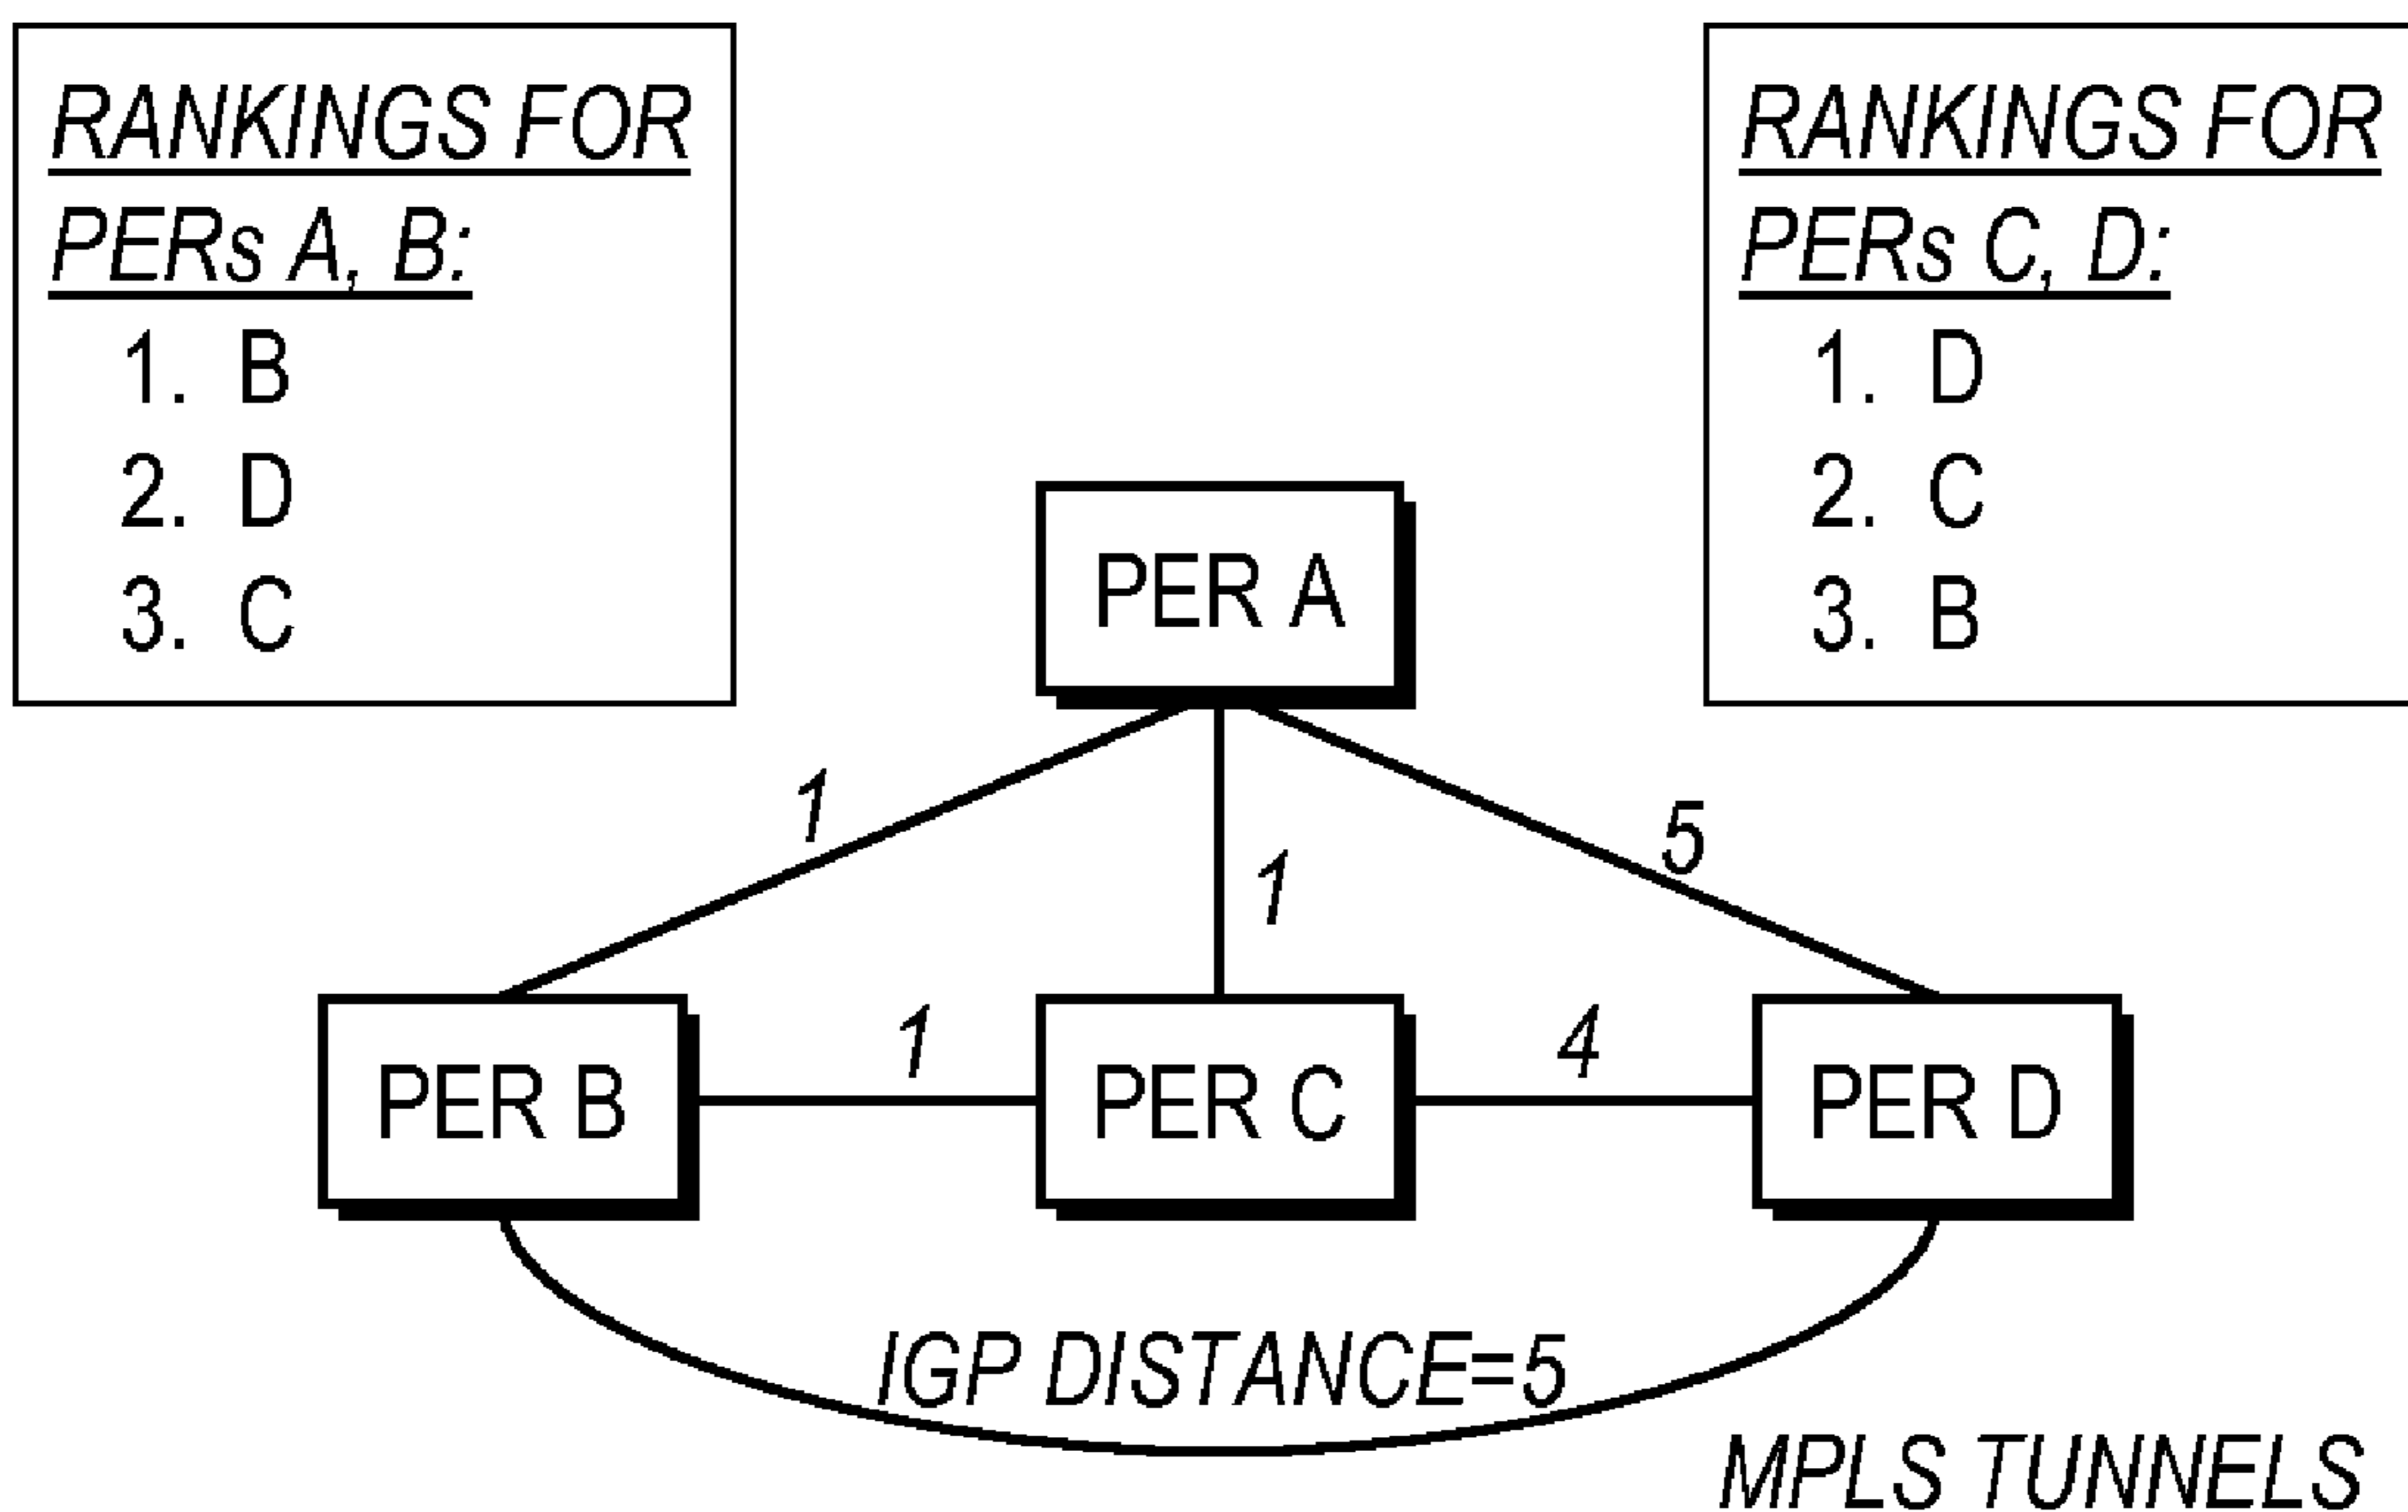 RANKINGS FOR
PERs A, B:
1. B
2. D
3. C
RANKINGS FOR
PERs C, D:
1. D
2. C
3. B
PER A
1
1
5
PER B
1
PER C
4
PER D
IGP DISTANCE=5
MPLS TUNNELS